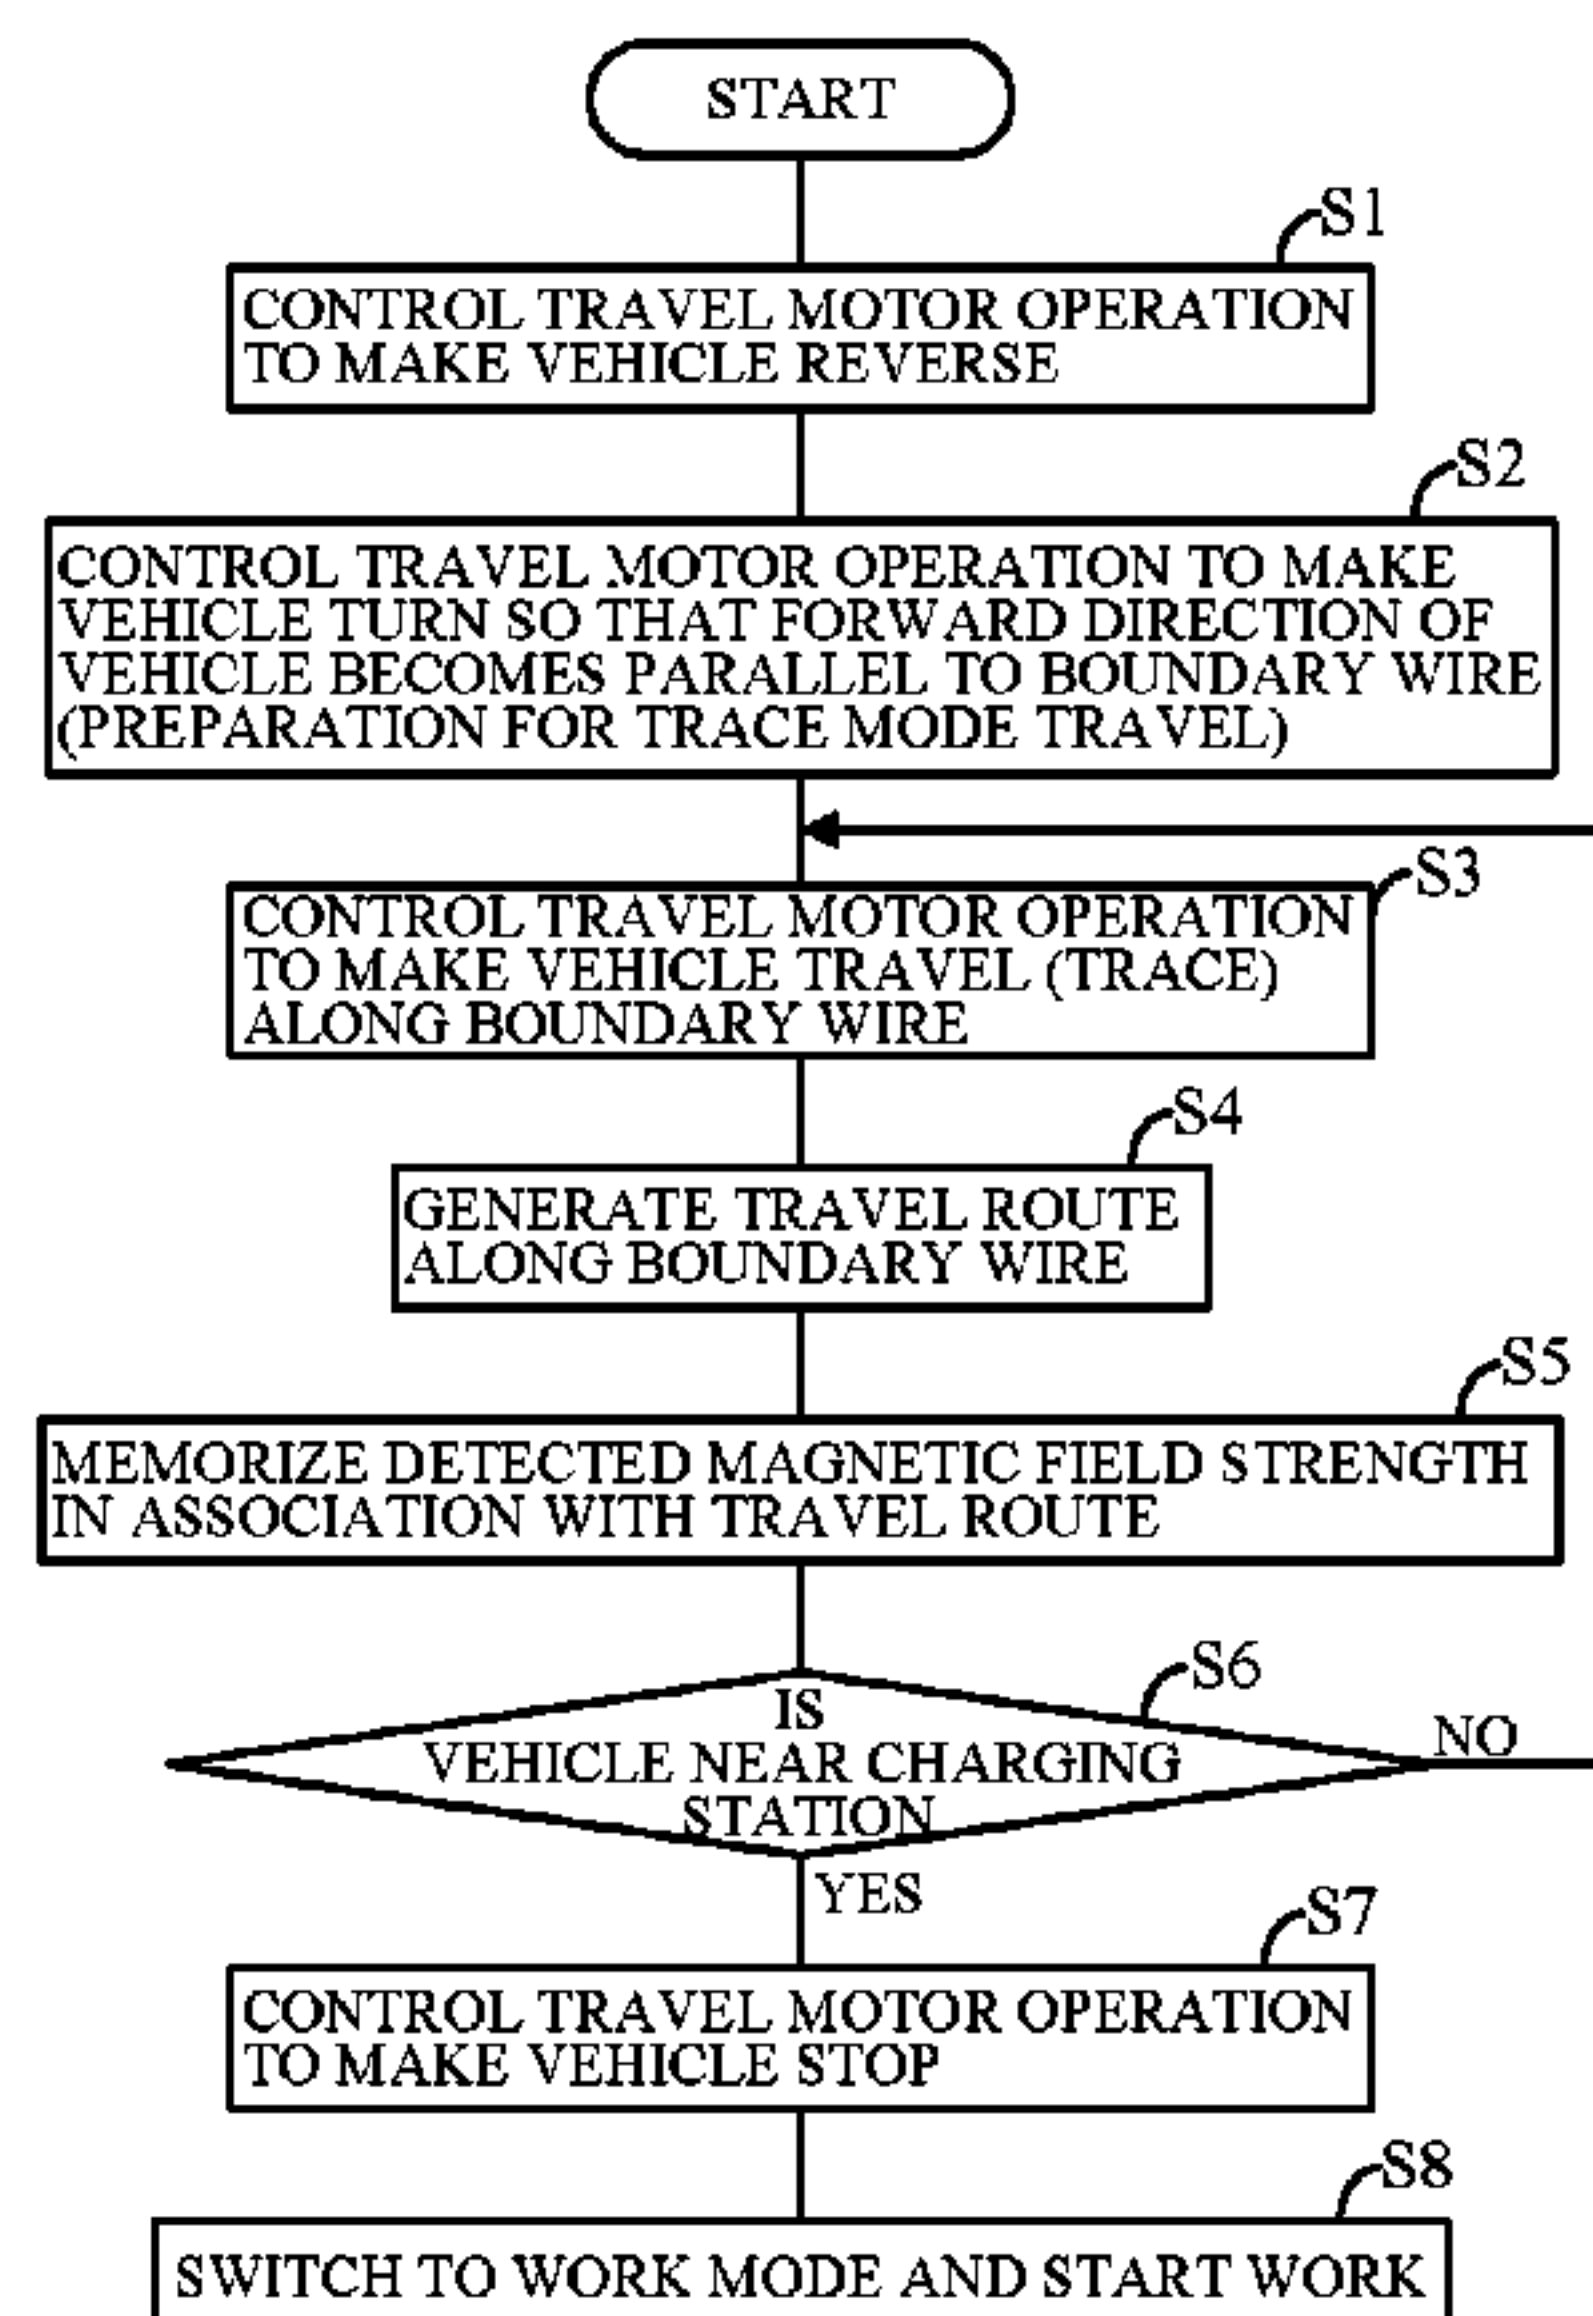 START
S1
CONTROL TRAVEL MOTOR OPERATION
TO MAKE VEHICLE REVERSE
S2
CONTROL TRAVEL MOTOR OPERATION TO MAKE
VEHICLE TURN SO THAT FORWARD DIRECTION OF
VEHICLE BECOMES PARALLEL TO BOUNDARY WIRE
(PREPARATION FOR TRACE MODE TRAVEL)
S3
CONTROL TRAVEL MOTOR OPERATION
TO MAKE VEHICLE TRAVEL (TRACE)
ALONG BOUNDARY WIRE
S4
GENERATE TRAVEL ROUTE
ALONG BOUNDARY WIRE
S5
MEMORIZE DETECTED MAGNETIC FIELD STRENGTH
IN ASSOCIATION WITH TRAVEL ROUTE
S6
IS
VEHICLE NEAR CHARGING
STATION
NO
YES
S7
CONTROL TRAVEL MOTOR OPERATION
TO MAKE VEHICLE STOP
S8
SWITCH TO WORK MODE AND START WORK